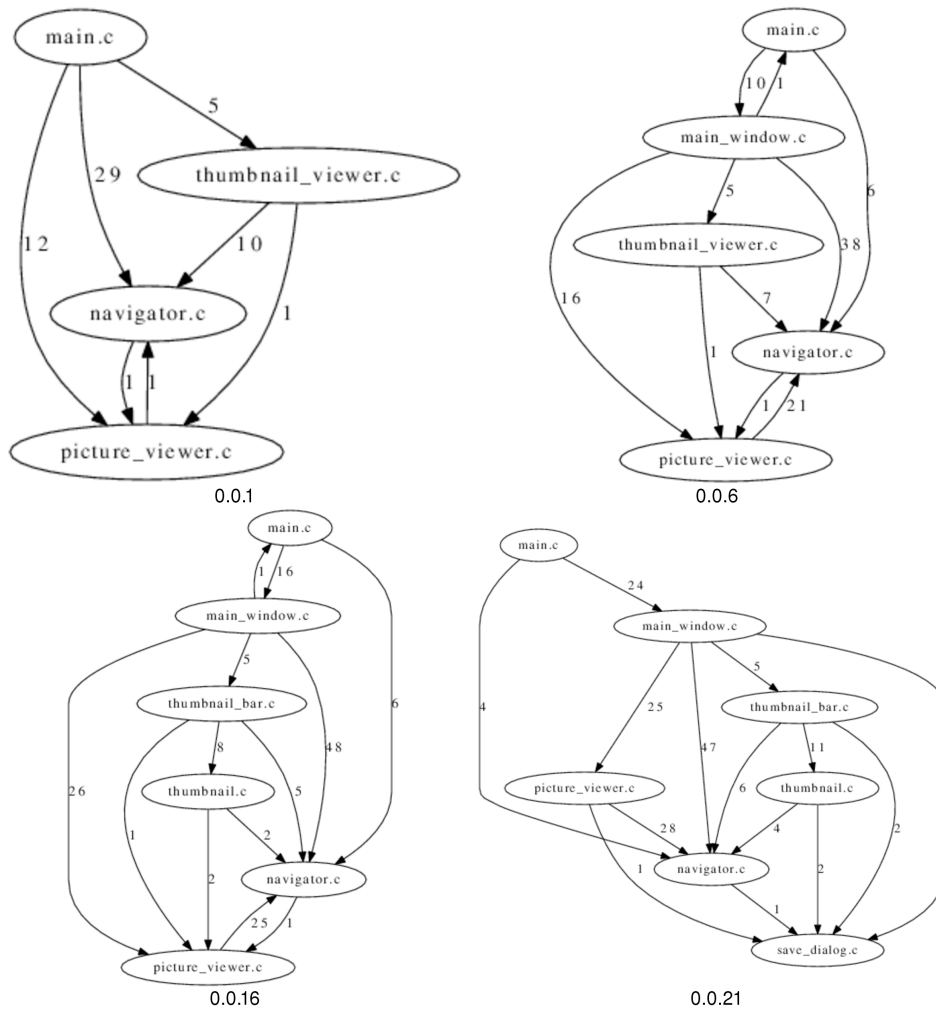 main.c
5
thumbnail_viewer.c
29
12
10
navigator.c
1
1
1
picture_viewer.c
0.0.1
main.c
10
1
main_window.c
6
5
thumbnail_viewer.c
38
16
7
1
navigator.c
1
21
picture_viewer.c
0.0.6
main.c
1
16
main_window.c
5
thumbnail_bar.c
6
8
48
26
thumbnail.c
5
1
2
2
navigator.c
25
1
picture_viewer.c
0.0.16
main.c
24
main_window.c
5
4
25
thumbnail_bar.c
47
11
picture_viewer.c
6
thumbnail.c
28
4
2
1
navigator.c
2
1
save_dialog.c
3
0.0.21